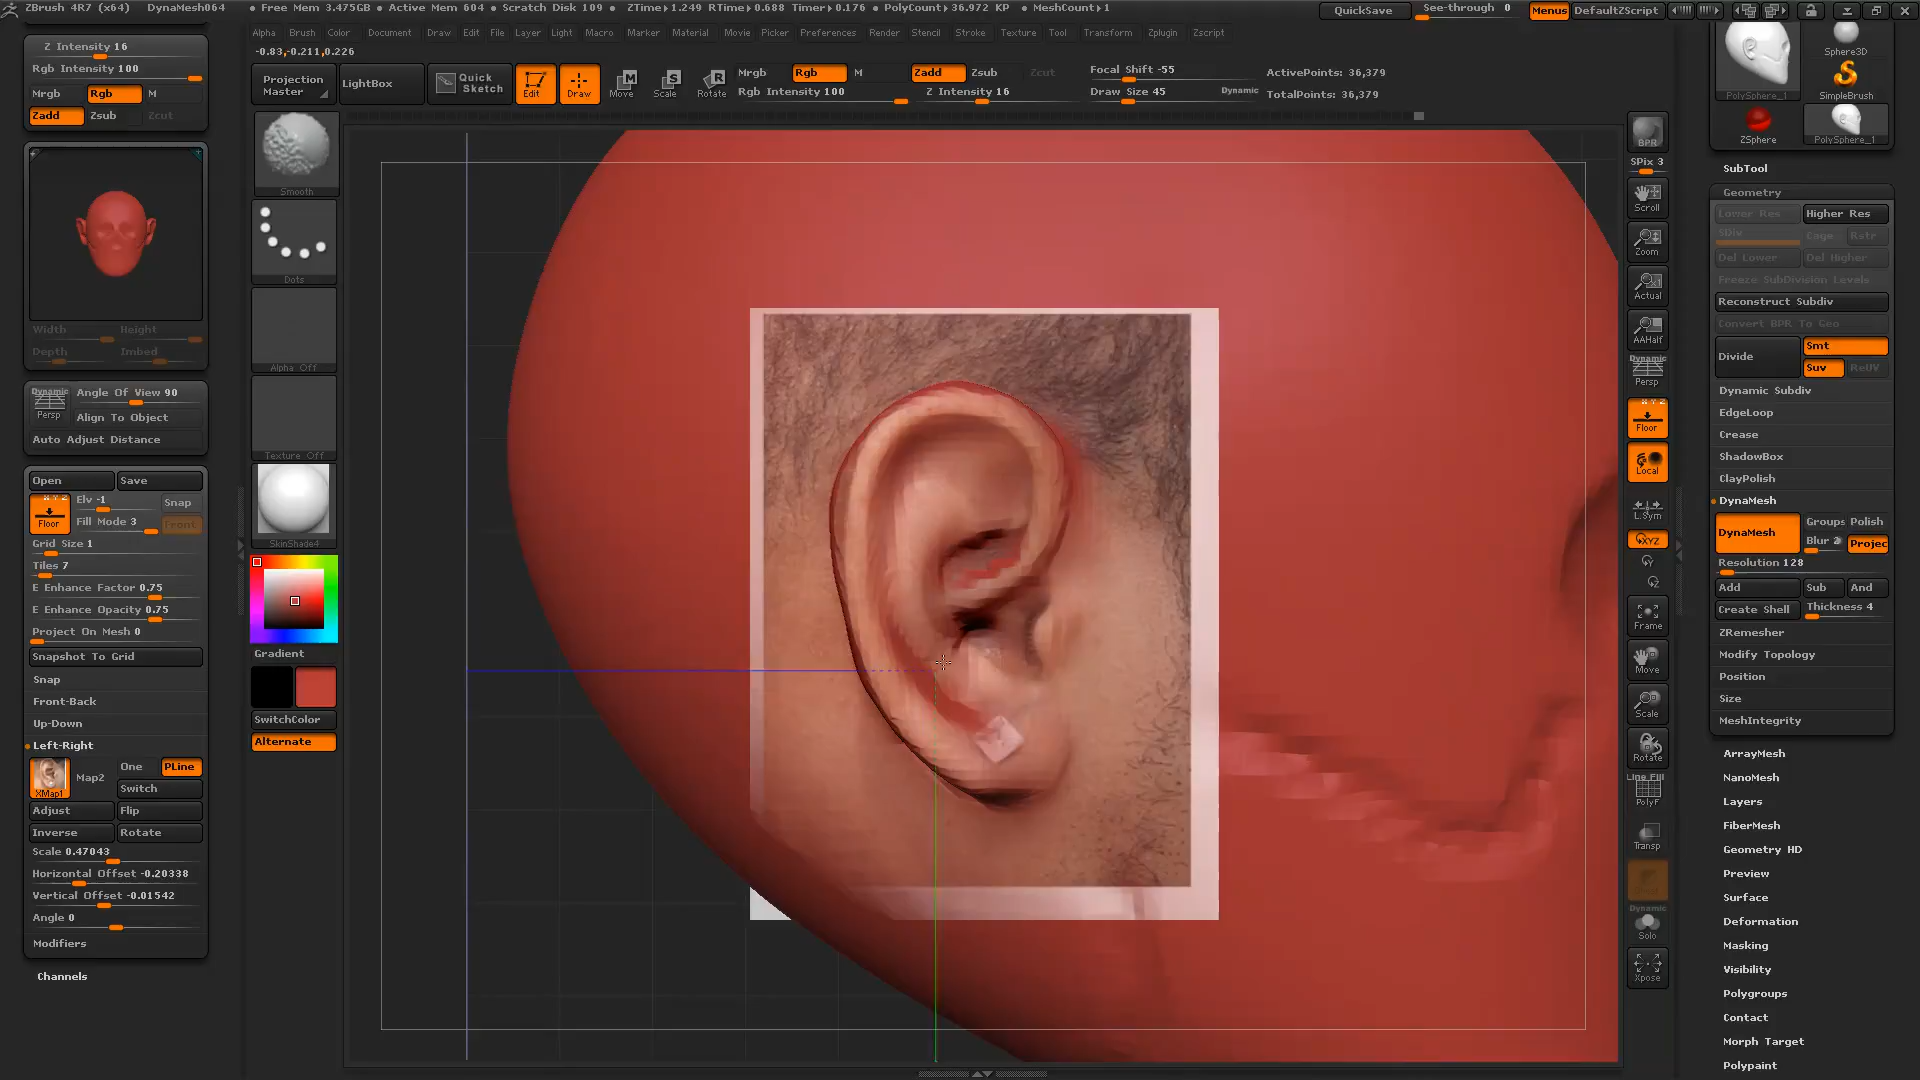 ZBrush 4R7 (x64) DynaMesh064 • Free Mem 3.475GB • Active Mem 604 • Scratch Disk 109 • ZTime▸1.249 RTime▸0.688 Timer▸0.176 • PolyCount▸36.972 KP • MeshCount▸1 QuickSave See-through 0 Menus DefaultZScript
Alpha Brush Color Document Draw Edit File Layer Light Macro Marker Material Movie Picker Preferences Render Stencil Stroke Texture Tool Transform Zplugin Zscript
-0.83,-0.211,0.226
Z Intensity 16
Rgb Intensity 100
Mrgb Rgb M
Zadd Zsub Zcut
Width Height
Depth Imbed
Dynamic
Persp
Angle Of View 90
Align To Object
Auto Adjust Distance
Open Save
X Y Z
Floor
Elv -1 Snap
Fill Mode 3 Front
Grid Size 1
Tiles 7
E Enhance Factor 0.75
E Enhance Opacity 0.75
Project On Mesh 0
Snapshot To Grid
Snap
Front-Back
Up-Down
Left-Right
XMap1
Map2
One PLine
Switch
Adjust Flip
Inverse Rotate
Scale 0.47043
Horizontal Offset -0.20338
Vertical Offset -0.01542
Angle 0
Modifiers
Channels
Projection
Master
LightBox
Quick
Sketch
Edit
Draw
Move
Scale
Rotate
Mrgb Rgb M
Rgb Intensity 100
Zadd Zsub Zcut
Z Intensity 16
Focal Shift -55
Draw Size 45 Dynamic
ActivePoints: 36,379
TotalPoints: 36,379
Smooth
Dots
Alpha Off
Texture Off
SkinShade4
Gradient
SwitchColor
Alternate
BPR
SPix 3
Scroll
Zoom
Actual
AAHalf
Dynamic
Persp
X Y Z
Floor
Local
L.Sym
XYZ
Y
Z
Frame
Move
Scale
Rotate
Line Fill
PolyF
Transp
Dynamic
Solo
Xpose
PolySphere_1
Sphere3D
SimpleBrush
ZSphere
PolySphere_1
SubTool
Geometry
Lower Res Higher Res
SDiv Cage Rstr
Del Lower Del Higher
Freeze SubDivision Levels
Reconstruct Subdiv
Convert BPR To Geo
Divide
Smt
Suv ReUV
Dynamic Subdiv
EdgeLoop
Crease
ShadowBox
ClayPolish
DynaMesh
DynaMesh
Groups Polish
Blur 2 Projec
Resolution 128
Add Sub And
Create Shell Thickness 4
ZRemesher
Modify Topology
Position
Size
MeshIntegrity
ArrayMesh
NanoMesh
Layers
FiberMesh
Geometry HD
Preview
Surface
Deformation
Masking
Visibility
Polygroups
Contact
Morph Target
Polypaint